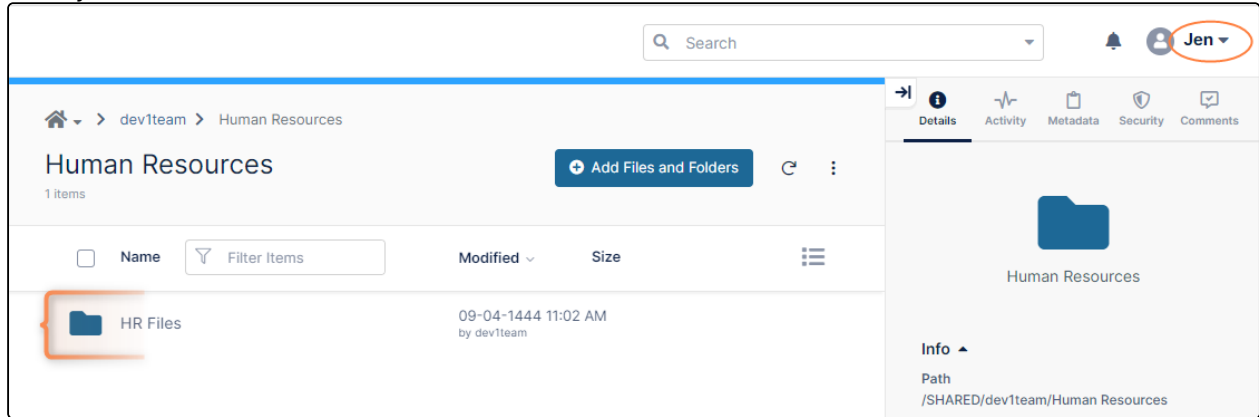 Search
Jen
dev1team > Human Resources
Human Resources
1 items
Add Files and Folders
Name
Filter Items
Modified
Size
HR Files
09-04-1444 11:02 AM
by dev1team
Details
Activity
Metadata
Security
Comments
Human Resources
Info
Path
/SHARED/dev1team/Human Resources